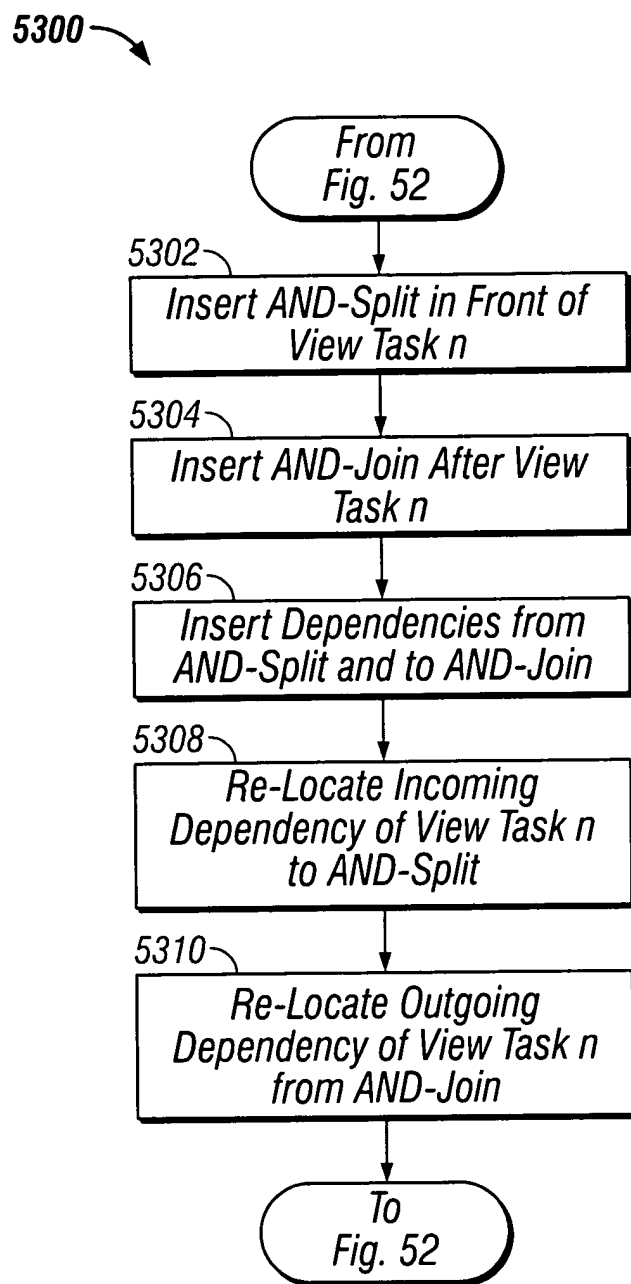 5300
From
Fig. 52
5302
Insert AND-Split in Front of
View Task n
5304
Insert AND-Join After View
Task n
5306
Insert Dependencies from
AND-Split and to AND-Join
5308
Re-Locate Incoming
Dependency of View Task n
to AND-Split
5310
Re-Locate Outgoing
Dependency of View Task n
from AND-Join
To
Fig. 52